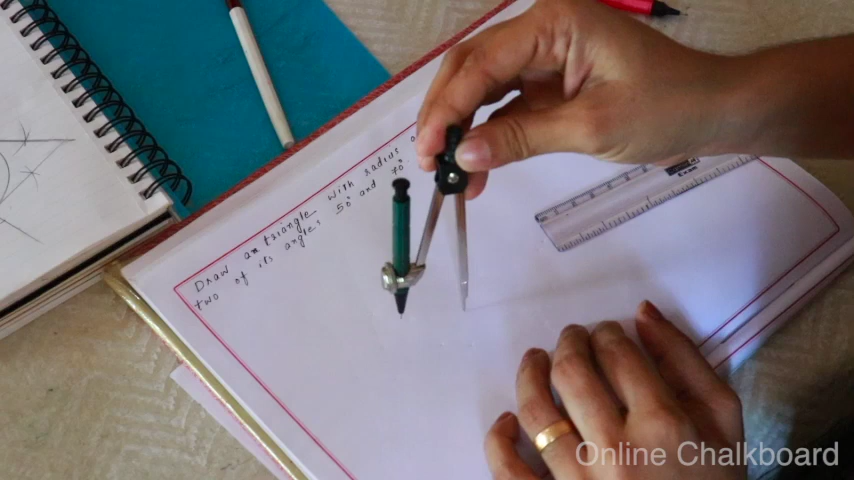 Draw an triangle with radius
two of its angles 50° and 70°.
Online Chalkboard